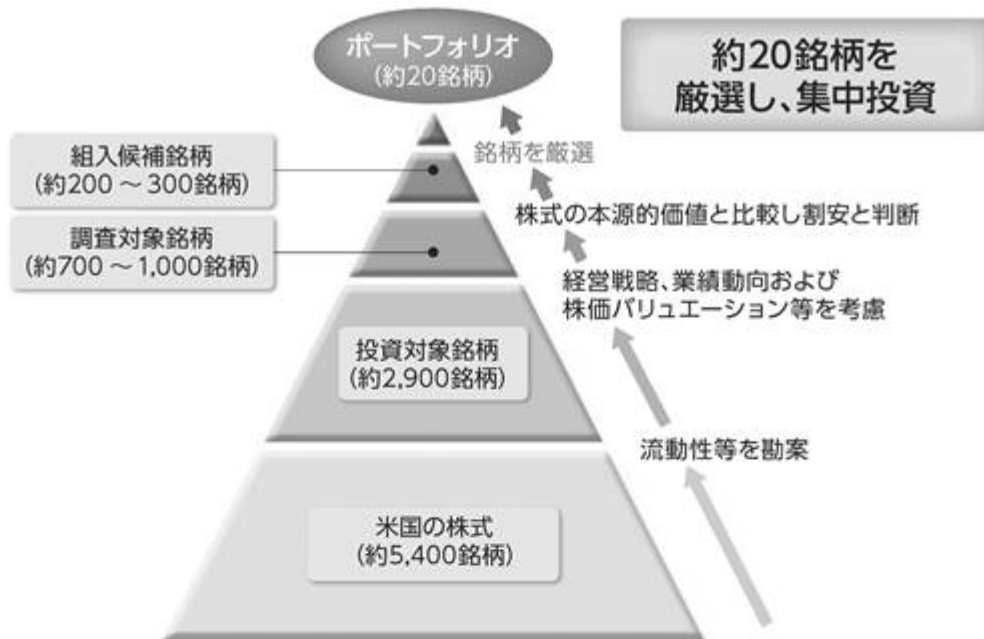 ポートフォリオ
(約20銘柄)
約20銘柄を
厳選し、集中投資
銘柄を厳選
組入候補銘柄
(約200 ～ 300銘柄)
株式の本源的価値と比較し割安と判断
調査対象銘柄
(約700 ～ 1,000銘柄)
経営戦略、業績動向および
株価バリュエーション等を考慮
投資対象銘柄
(約2,900銘柄)
流動性等を勘案
米国の株式
(約5,400銘柄)